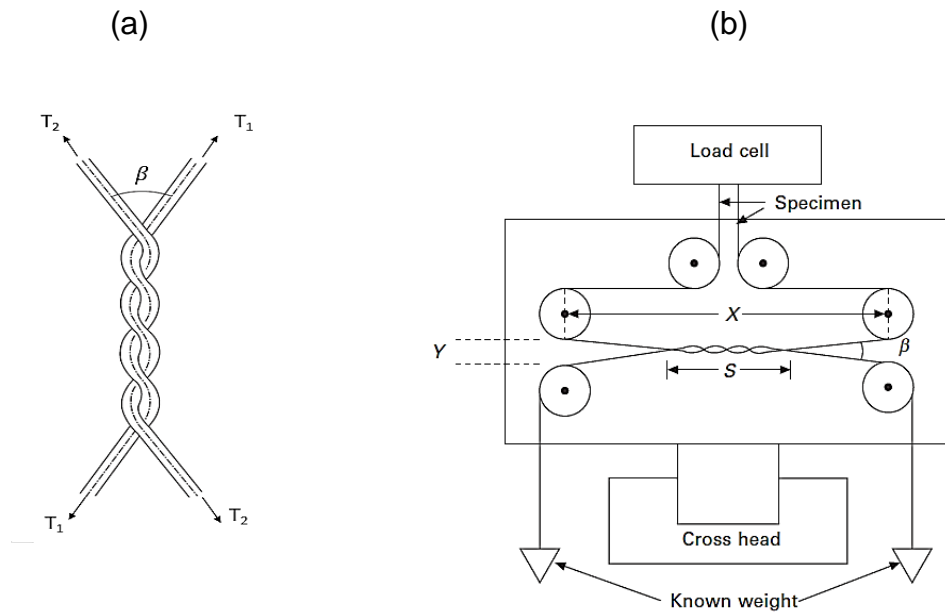 (a)
(b)
T₂
T₁
β
T₁
T₂
Load cell
Specimen
X
Y
β
S
Cross head
Known weight